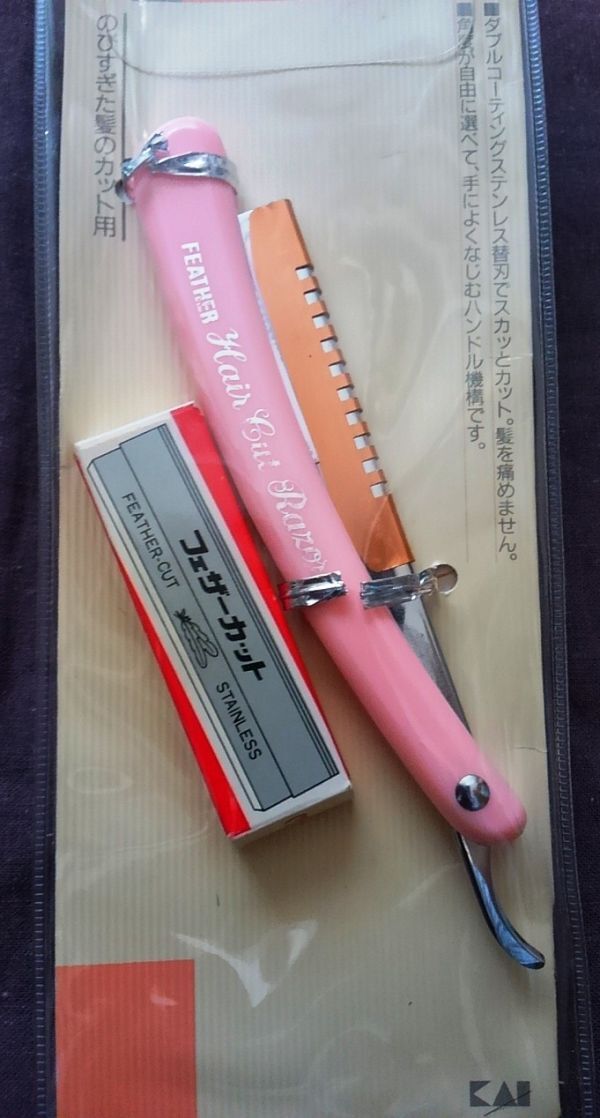 ■ダブルコーティングステンレス替刃でスカッとカット。髪を痛めません。
■角度が自由に選べて、手によくなじむハンドル機構です。
のびすぎた髪のカット用
FEATHER Hair Cut Razor
フェザーカット
FEATHER-CUT
STAINLESS
KAI